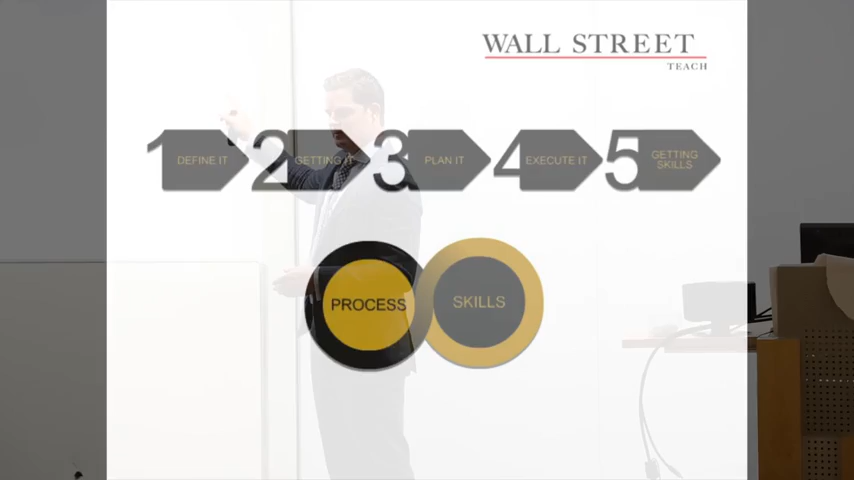 WALL STREET
TEACH
1 DEFINE IT 2 GETTING IT 3 PLAN IT 4 EXECUTE IT 5 GETTING SKILLS
PROCESS SKILLS